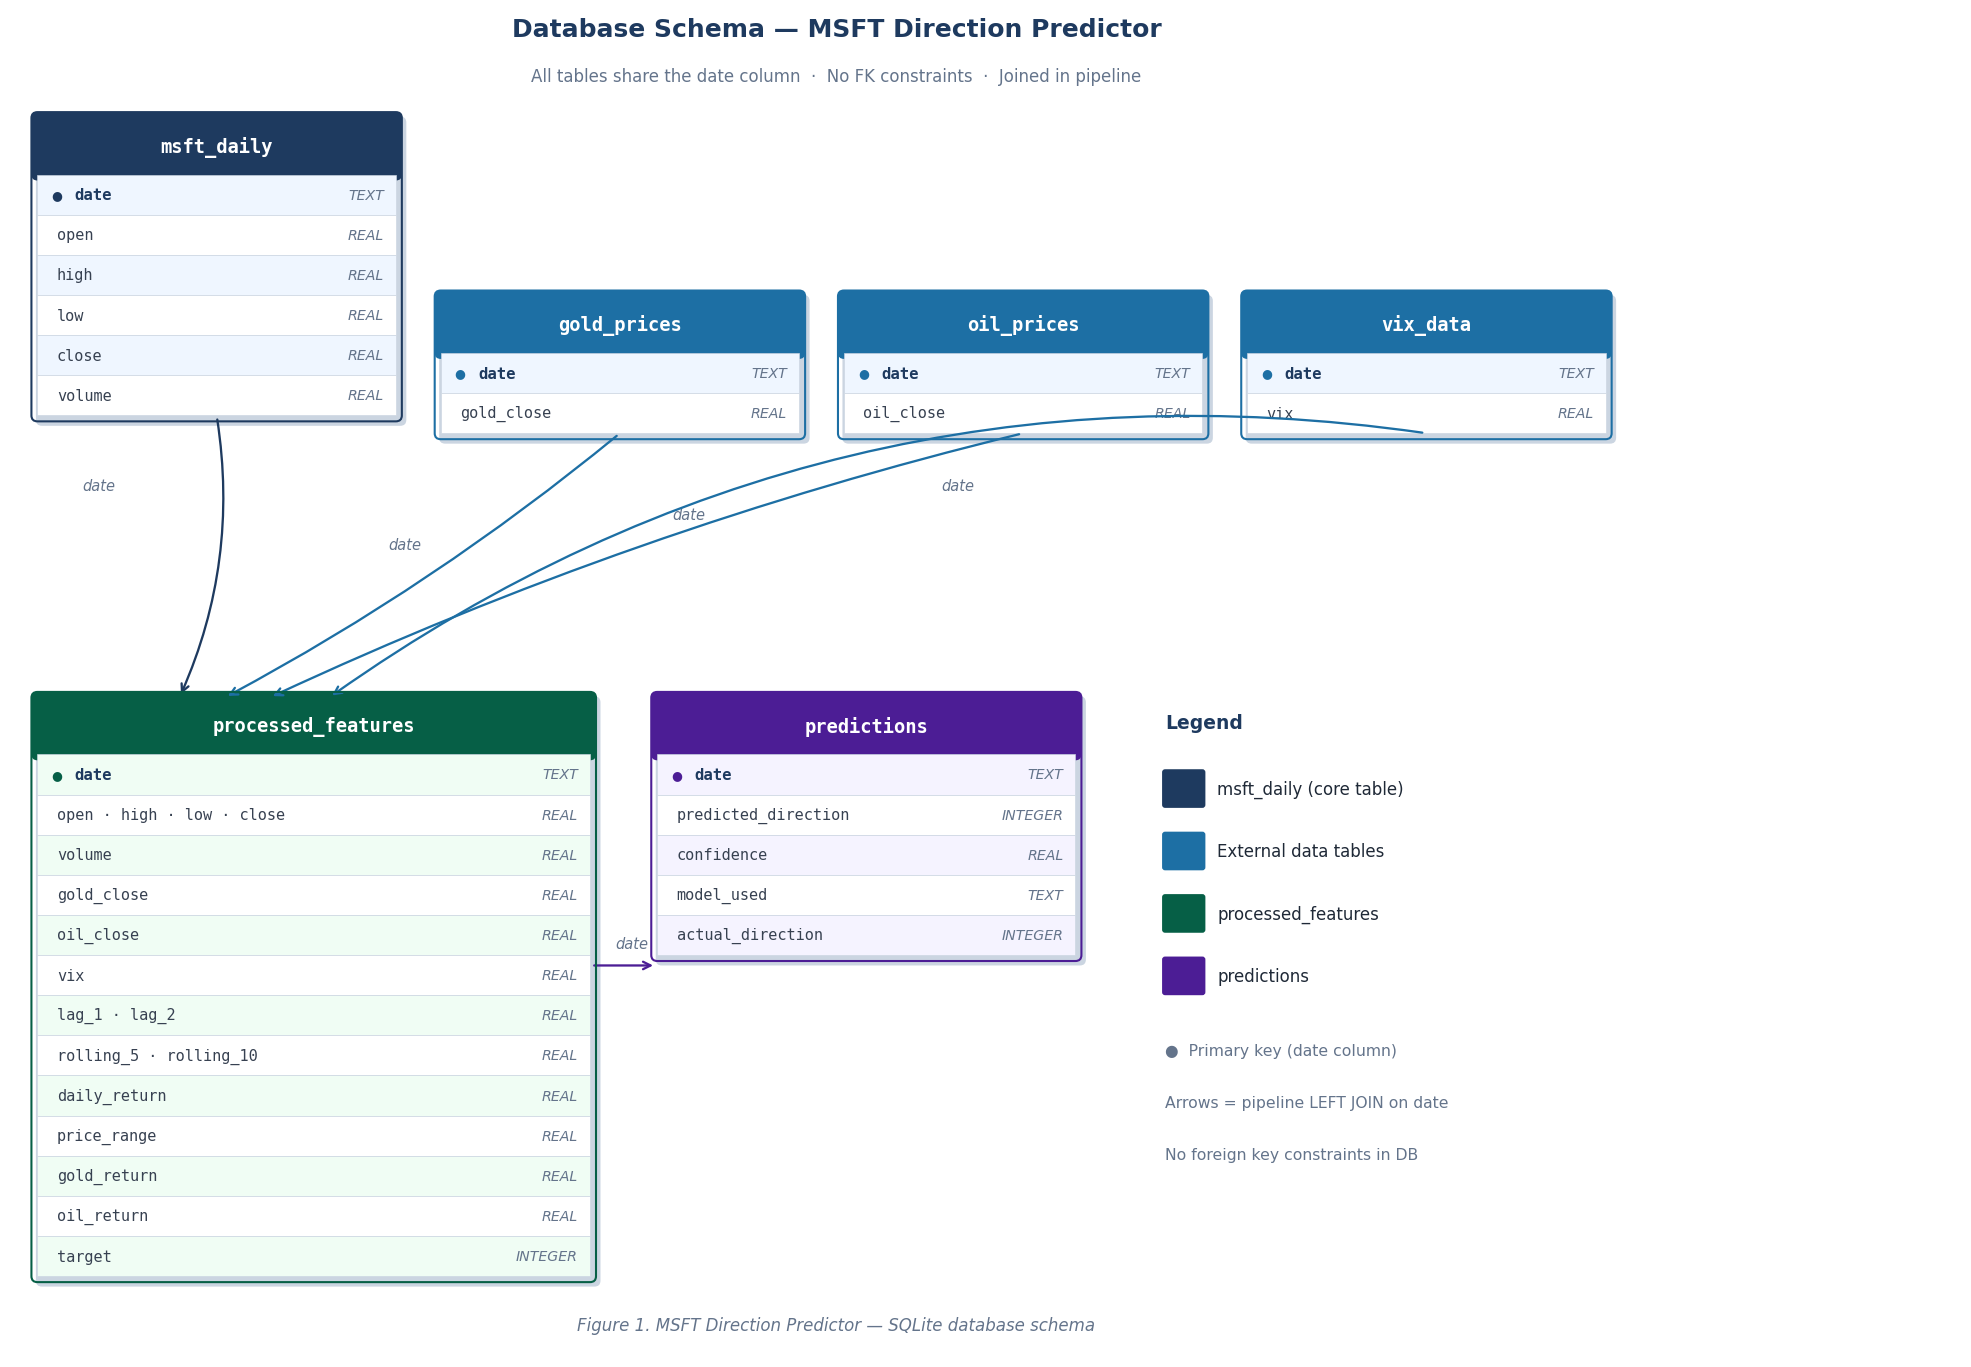 Database Schema — MSFT Direction Predictor
All tables share the date column · No FK constraints · Joined in pipeline
msft_daily
● date TEXT
open REAL
high REAL
low REAL
close REAL
volume REAL
gold_prices
● date TEXT
gold_close REAL
oil_prices
● date TEXT
oil_close REAL
vix_data
● date TEXT
vix REAL
date
date
date
date
processed_features
● date TEXT
open · high · low · close REAL
volume REAL
gold_close REAL
oil_close REAL
vix REAL
lag_1 · lag_2 REAL
rolling_5 · rolling_10 REAL
daily_return REAL
price_range REAL
gold_return REAL
oil_return REAL
target INTEGER
date
predictions
● date TEXT
predicted_direction INTEGER
confidence REAL
model_used TEXT
actual_direction INTEGER
Legend
msft_daily (core table)
External data tables
processed_features
predictions
● Primary key (date column)
Arrows = pipeline LEFT JOIN on date
No foreign key constraints in DB
Figure 1. MSFT Direction Predictor — SQLite database schema